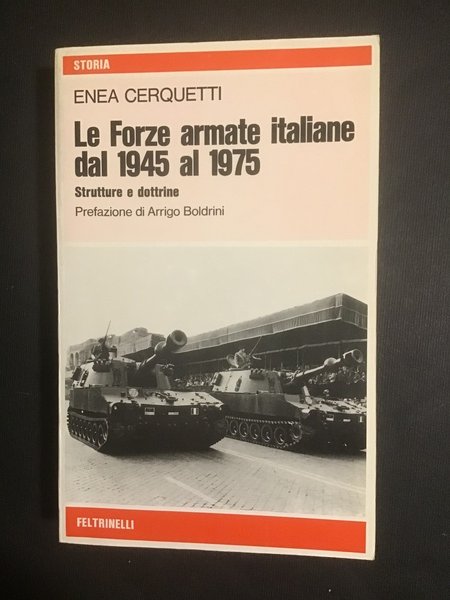 STORIA
ENEA CERQUETTI
Le Forze armate italiane
dal 1945 al 1975
Strutture e dottrine
Prefazione di Arrigo Boldrini
FELTRINELLI